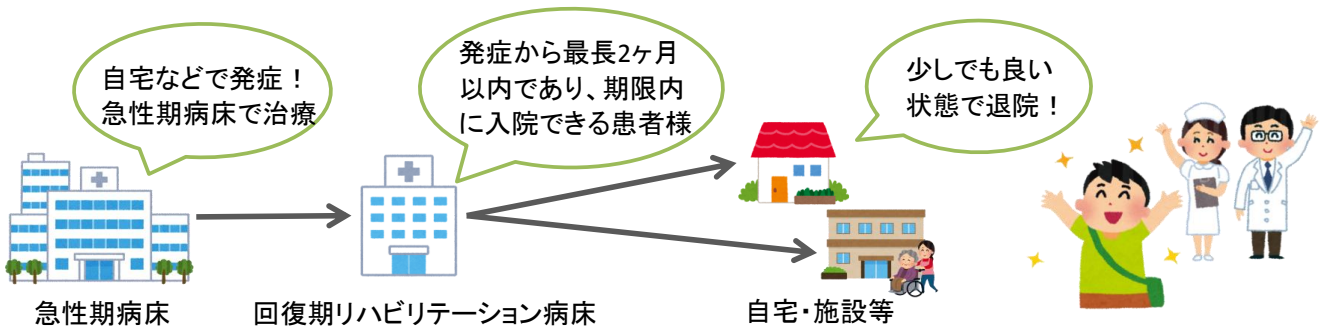 自宅などで発症！
急性期病床で治療
発症から最長2ヶ月
以内であり、期限内
に入院できる患者様
少しでも良い
状態で退院！
急性期病床
回復期リハビリテーション病床
自宅・施設等